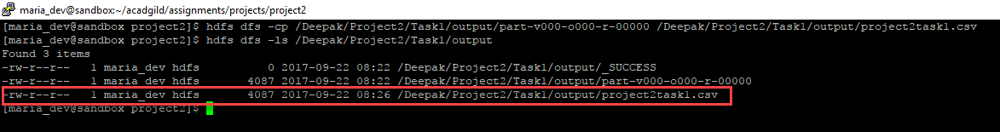 maria_dev@sandbox:~/acadgild/assignments/projects/project2
[maria_dev@sandbox project2]$ hdfs dfs -cp /Deepak/Project2/Task1/output/part-v000-o000-r-00000 /Deepak/Project2/Task1/output/project2task1.csv
[maria_dev@sandbox project2]$ hdfs dfs -ls /Deepak/Project2/Task1/output
Found 3 items
-rw-r--r--   1 maria_dev hdfs          0 2017-09-22 08:22 /Deepak/Project2/Task1/output/_SUCCESS
-rw-r--r--   1 maria_dev hdfs       4087 2017-09-22 08:22 /Deepak/Project2/Task1/output/part-v000-o000-r-00000
-rw-r--r--   1 maria_dev hdfs       4087 2017-09-22 08:26 /Deepak/Project2/Task1/output/project2task1.csv
[maria_dev@sandbox project2]$